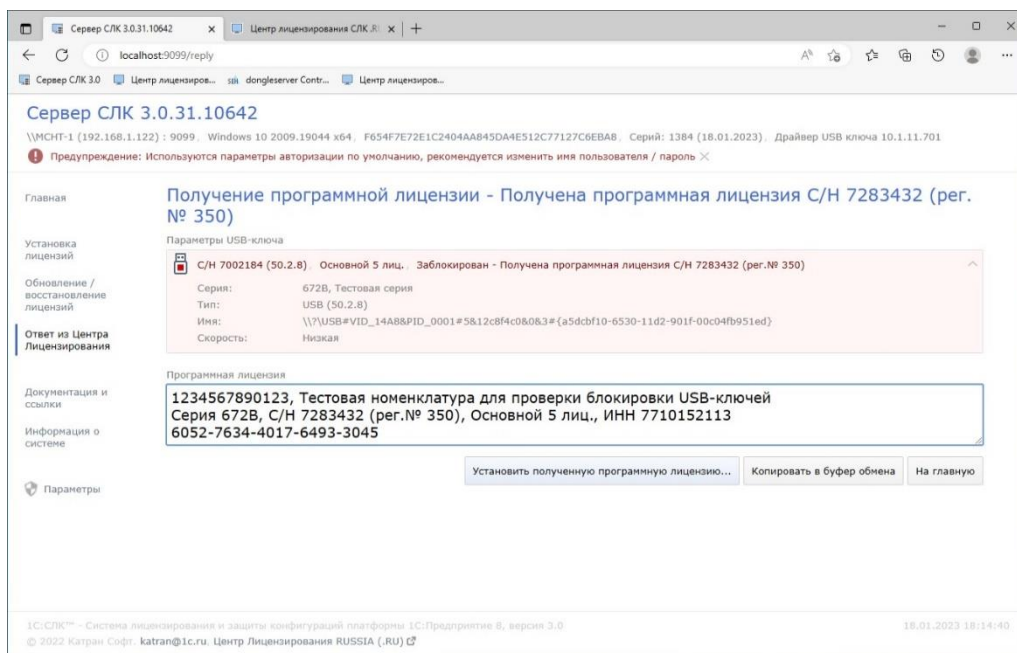 Сервер СЛК 3.0.31.10642
Центр лицензирования СЛК .R
localhost:9099/reply
Сервер СЛК 3.0 Центр лицензиров... dongleserver Contr... Центр лицензиров...
Сервер СЛК 3.0.31.10642
\\MCHT-1 (192.168.1.122) : 9099, Windows 10 2009.19044 x64, F654F7E72E1C2404AA845DA4E512C77127C6EBA8, Серий: 1384 (18.01.2023), Драйвер USB ключа 10.1.11.701
Предупреждение: Используются параметры авторизации по умолчанию, рекомендуется изменить имя пользователя / пароль
Главная
Установка
лицензий
Обновление /
восстановление
лицензий
Ответ из Центра
Лицензирования
Документация и
ссылки
Информация о
системе
Параметры
Получение программной лицензии - Получена программная лицензия С/Н 7283432 (рег.
№ 350)
Параметры USB-ключа
С/Н 7002184 (50.2.8), Основной 5 лиц., Заблокирован - Получена программная лицензия С/Н 7283432 (рег.№ 350)
Серия: 672B, Тестовая серия
Тип: USB (50.2.8)
Имя: \\?\USB#VID_14A8&PID_0001#5&12c8f4c0&0&3#{a5dcbf10-6530-11d2-901f-00c04fb951ed}
Скорость: Низкая
Программная лицензия
1234567890123, Тестовая номенклатура для проверки блокировки USB-ключей
Серия 672B, С/Н 7283432 (рег.№ 350), Основной 5 лиц., ИНН 7710152113
6052-7634-4017-6493-3045
Установить полученную программную лицензию... Копировать в буфер обмена На главную
1С:СЛК™ - Система лицензирования и защиты конфигураций платформы 1С:Предприятие 8, версия 3.0
18.01.2023 18:14:40
© 2022 Катран Софт. katran@1c.ru. Центр Лицензирования RUSSIA (.RU)